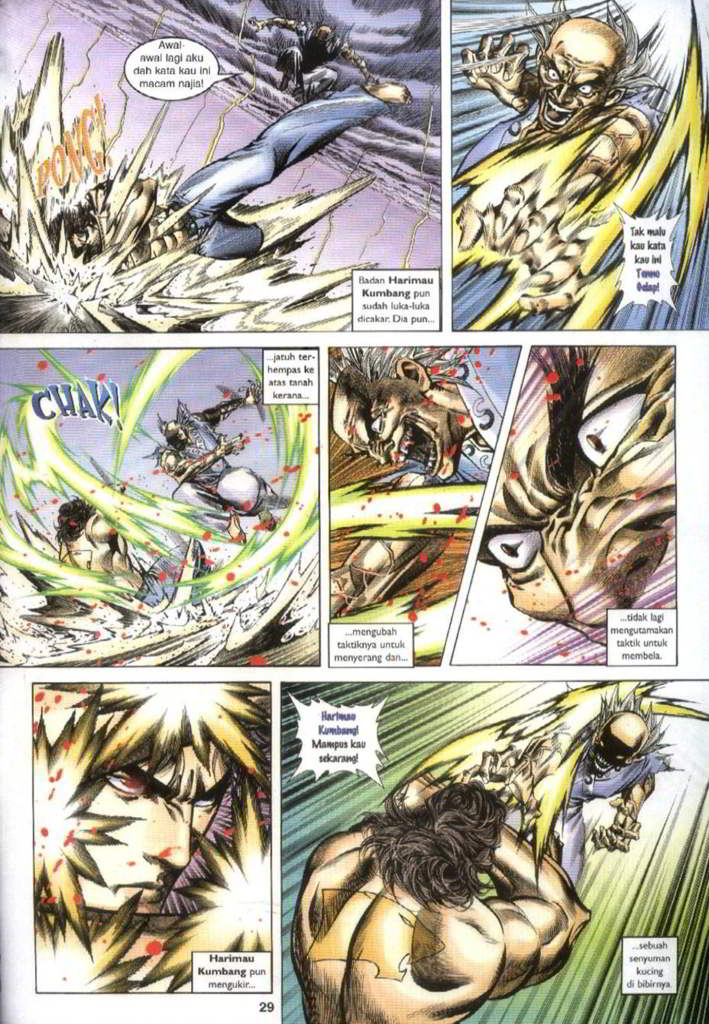 Awal-
awal lagi aku
dah kata kau ini
macam najis!
PONG!
Badan Harimau
Kumbang pun
sudah luka-luka
dicakar. Dia pun...
Tak malu
kau kata
kau ini
Tenno
Gelap!
CHAK!
...jatuh ter-
hempas ke
atas tanah
kerana...
...mengubah
taktiknya untuk
menyerang dan...
...tidak lagi
mengutamakan
taktik untuk
membela.
Harimau
Kumbang pun
mengukir...
Harimau
Kumbang!
Mampus kau
sekarang!
...sebuah
senyuman
kucing
di bibirnya.
29